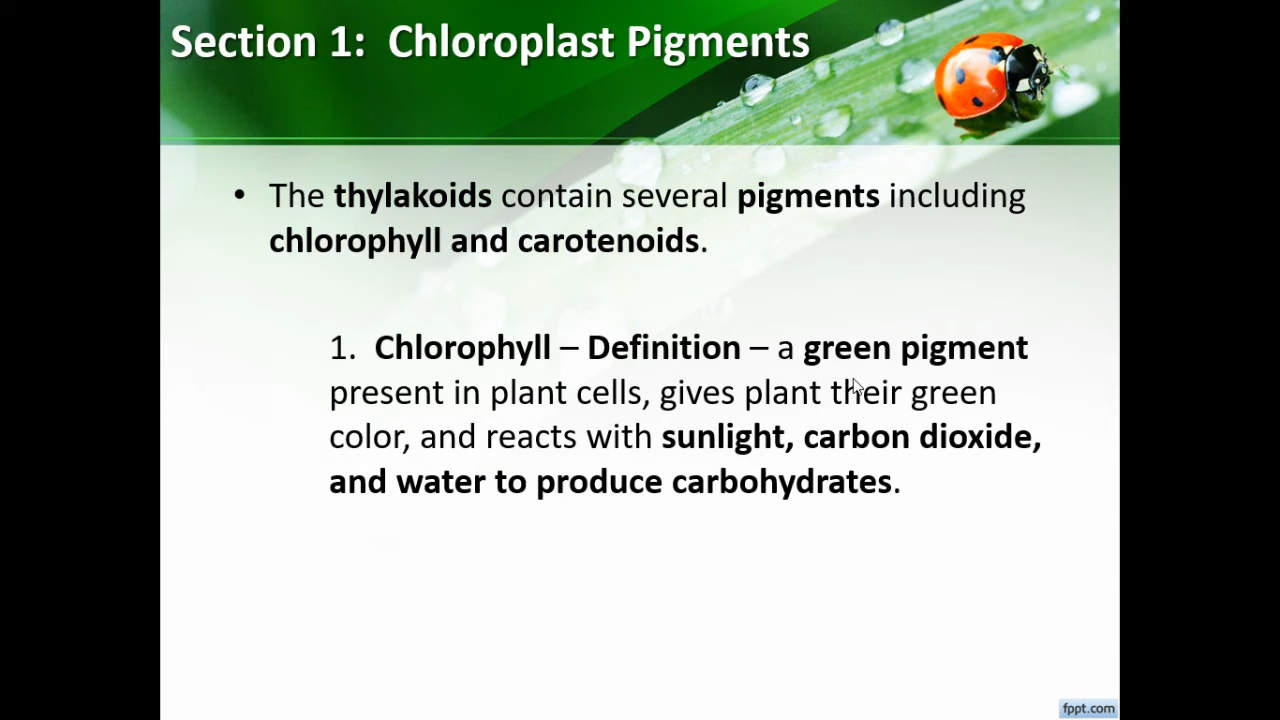 Section 1:  Chloroplast Pigments
• The thylakoids contain several pigments including
chlorophyll and carotenoids.
1.  Chlorophyll – Definition – a green pigment
present in plant cells, gives plant their green
color, and reacts with sunlight, carbon dioxide,
and water to produce carbohydrates.
fppt.com